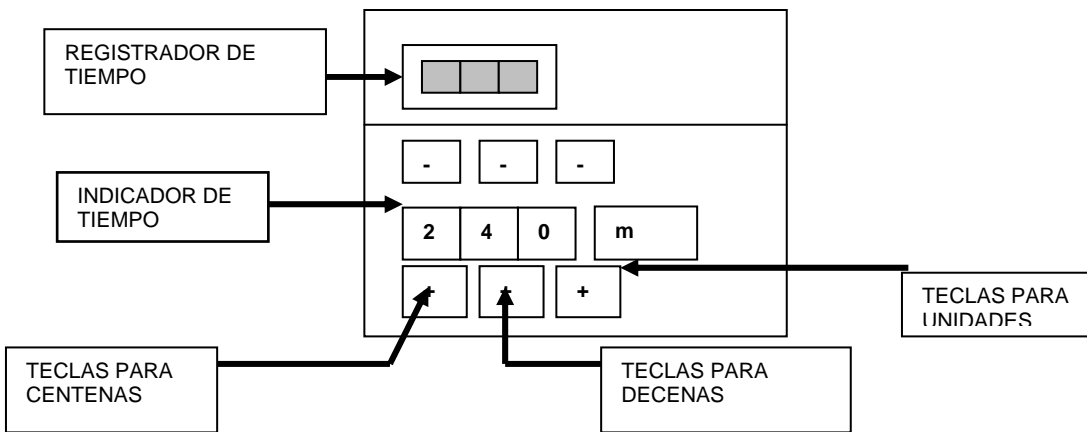 REGISTRADOR DE
TIEMPO
- - -
INDICADOR DE
TIEMPO
2 4 0 m
+ + +
TECLAS PARA
UNIDADES
TECLAS PARA
CENTENAS
TECLAS PARA
DECENAS